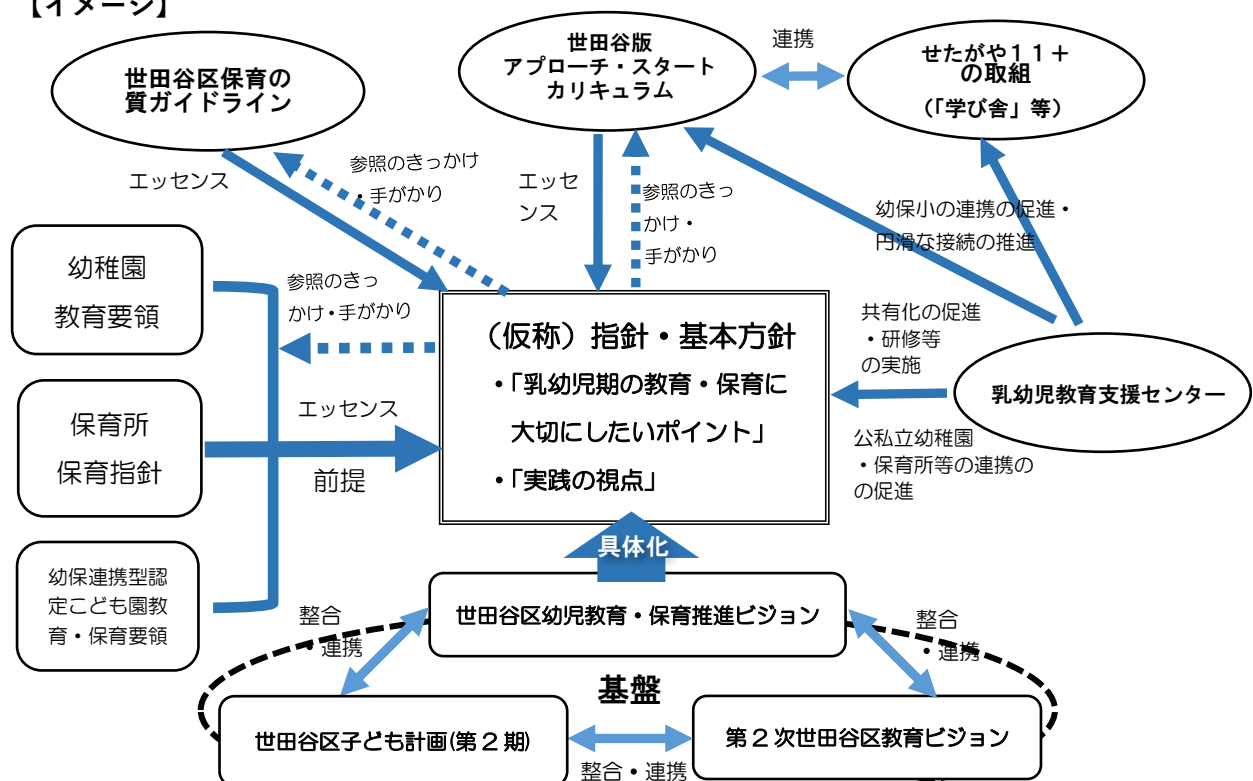 【イメージ】
世田谷区保育の
質ガイドライン
世田谷版
アプローチ・スタート
カリキュラム
連携
せたがや１１＋
の取組
（「学び舎」等）
エッセンス
参照のきっかけ
・手がかり
エッセ
ンス
参照のきっ
かけ・
手がかり
幼保小の連携の促進・
円滑な接続の推進
幼稚園
教育要領
参照のきっ
かけ・手がかり
保育所
保育指針
エッセンス
前提
幼保連携型認
定こども園教
育・保育要領
（仮称）指針・基本方針
・「乳幼児期の教育・保育に
大切にしたいポイント」
・「実践の視点」
共有化の促進
・研修等
の実施
乳幼児教育支援センター
公私立幼稚園
・保育所等の連携の
の促進
具体化
世田谷区幼児教育・保育推進ビジョン
整合
・連携
整合
・連携
基盤
世田谷区子ども計画(第２期)
整合・連携
第２次世田谷区教育ビジョン